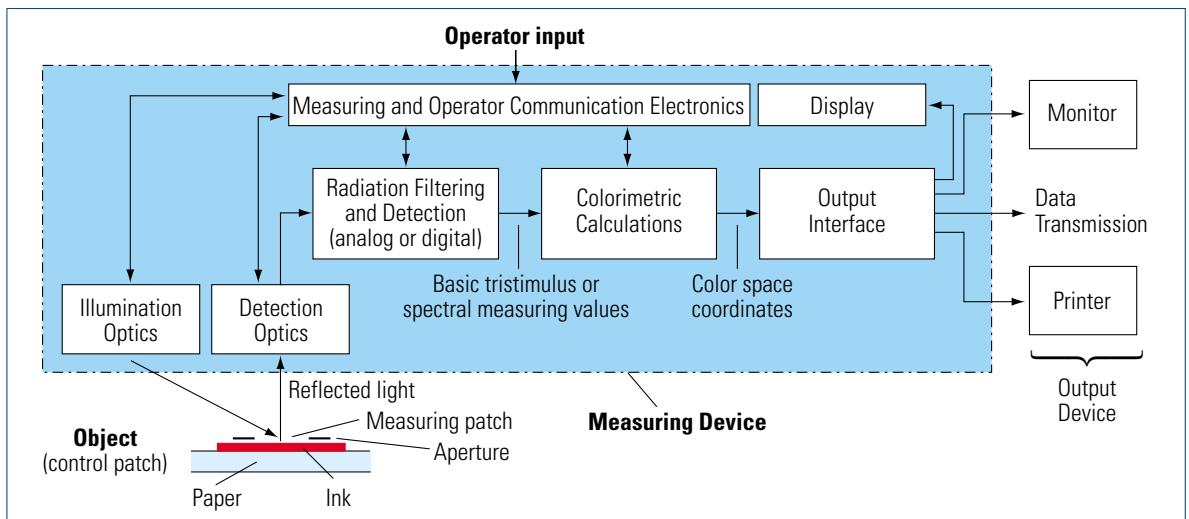 Operator input
Measuring and Operator Communication Electronics
Display
Monitor
Radiation Filtering
and Detection
(analog or digital)
Colorimetric
Calculations
Output
Interface
Data
Transmission
Basic tristimulus or
spectral measuring values
Color space
coordinates
Illumination
Optics
Detection
Optics
Printer
Reflected light
Measuring patch
Aperture
Measuring Device
Output
Device
Object
(control patch)
Paper
Ink